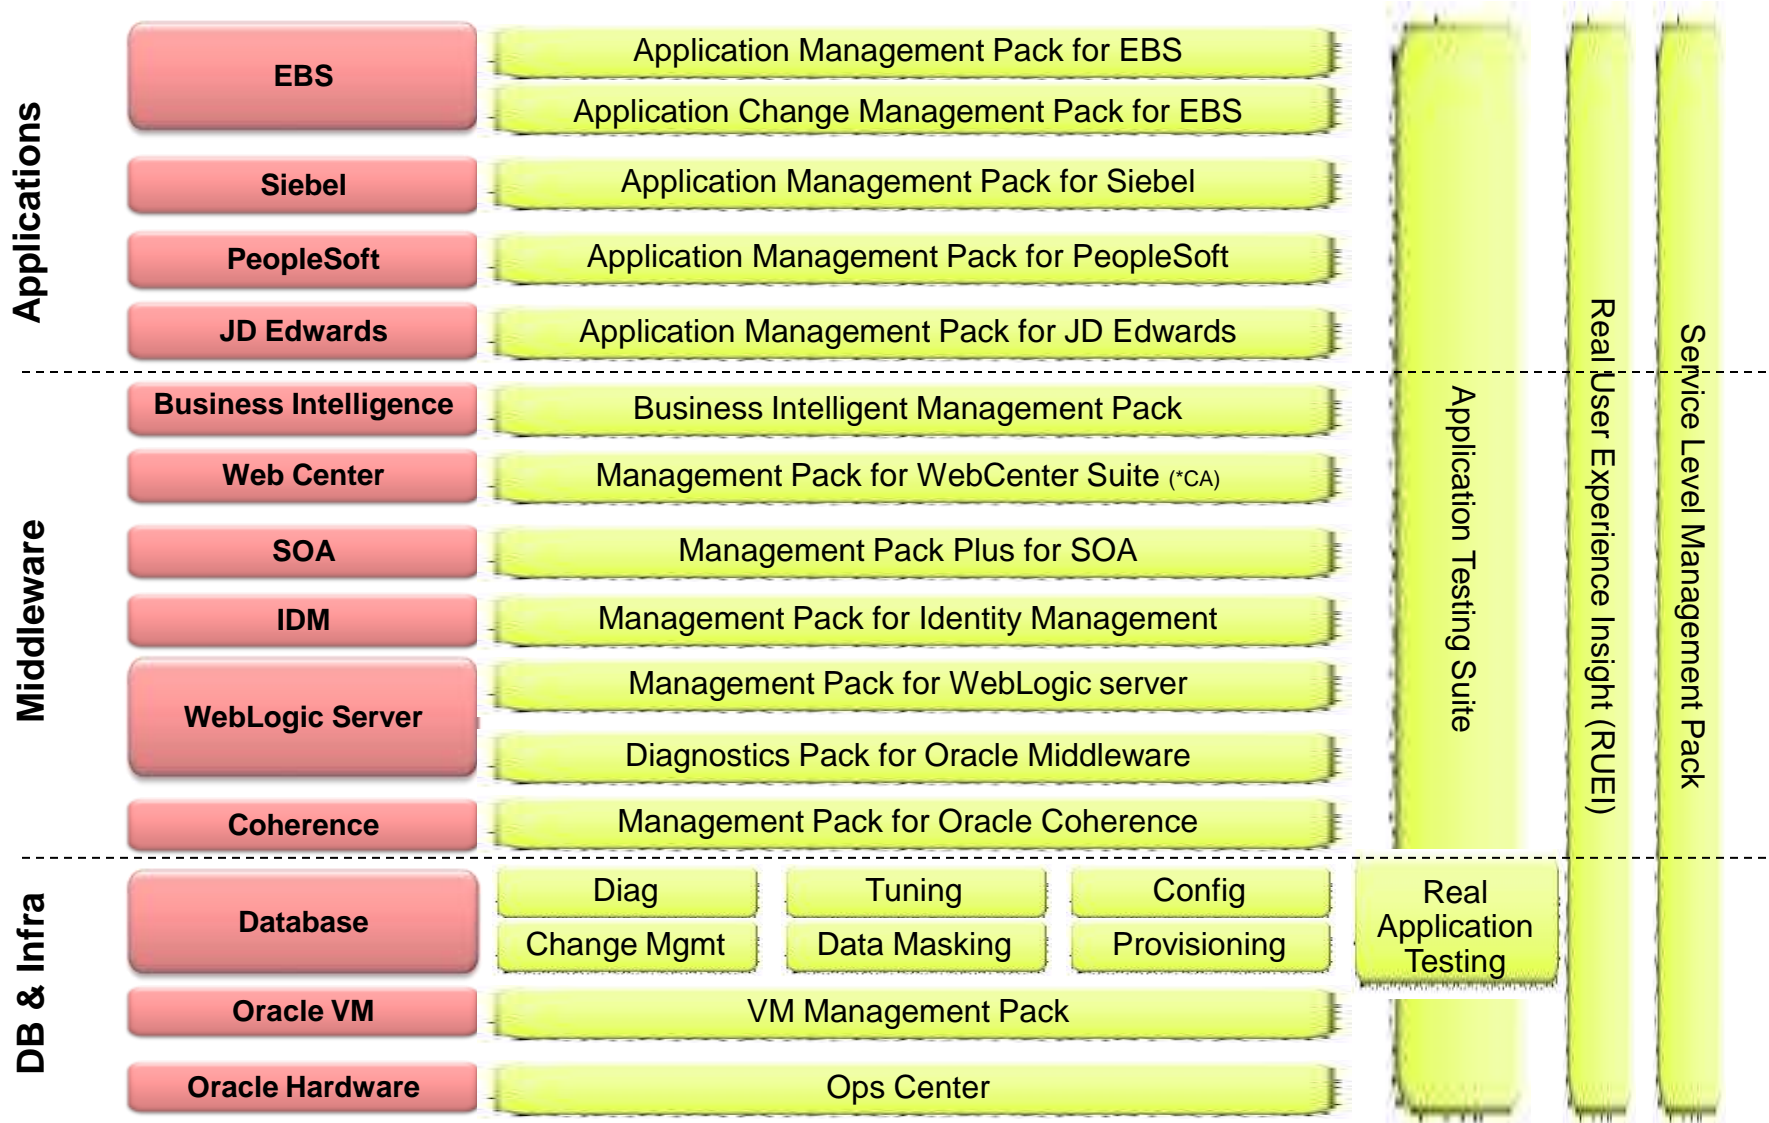 Applications
EBS
Application Management Pack for EBS
Application Change Management Pack for EBS
Siebel
Application Management Pack for Siebel
PeopleSoft
Application Management Pack for PeopleSoft
JD Edwards
Application Management Pack for JD Edwards
Middleware
Business Intelligence
Business Intelligent Management Pack
Web Center
Management Pack for WebCenter Suite (*CA)
SOA
Management Pack Plus for SOA
IDM
Management Pack for Identity Management
WebLogic Server
Management Pack for WebLogic server
Diagnostics Pack for Oracle Middleware
Coherence
Management Pack for Oracle Coherence
DB & Infra
Database
Diag
Tuning
Config
Change Mgmt
Data Masking
Provisioning
Real
Application
Testing
Oracle VM
VM Management Pack
Oracle Hardware
Ops Center
Application Testing Suite
Real User Experience Insight (RUEI)
Service Level Management Pack